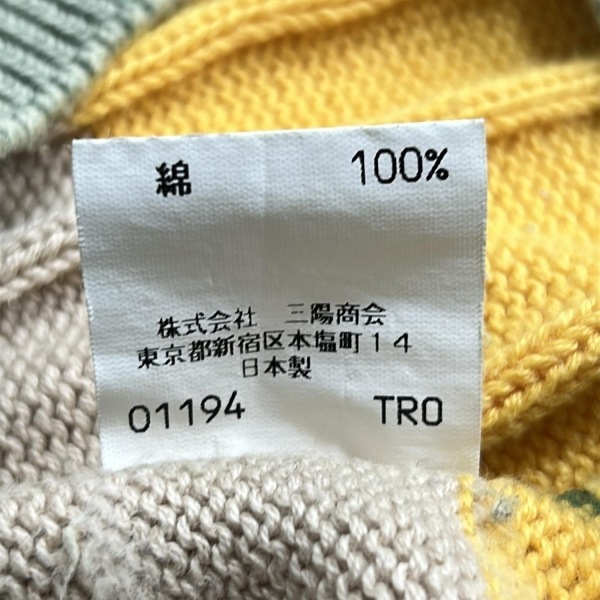 綿 100%
株式会社 三陽商会
東京都新宿区本塩町14
日本製
01194 TRO